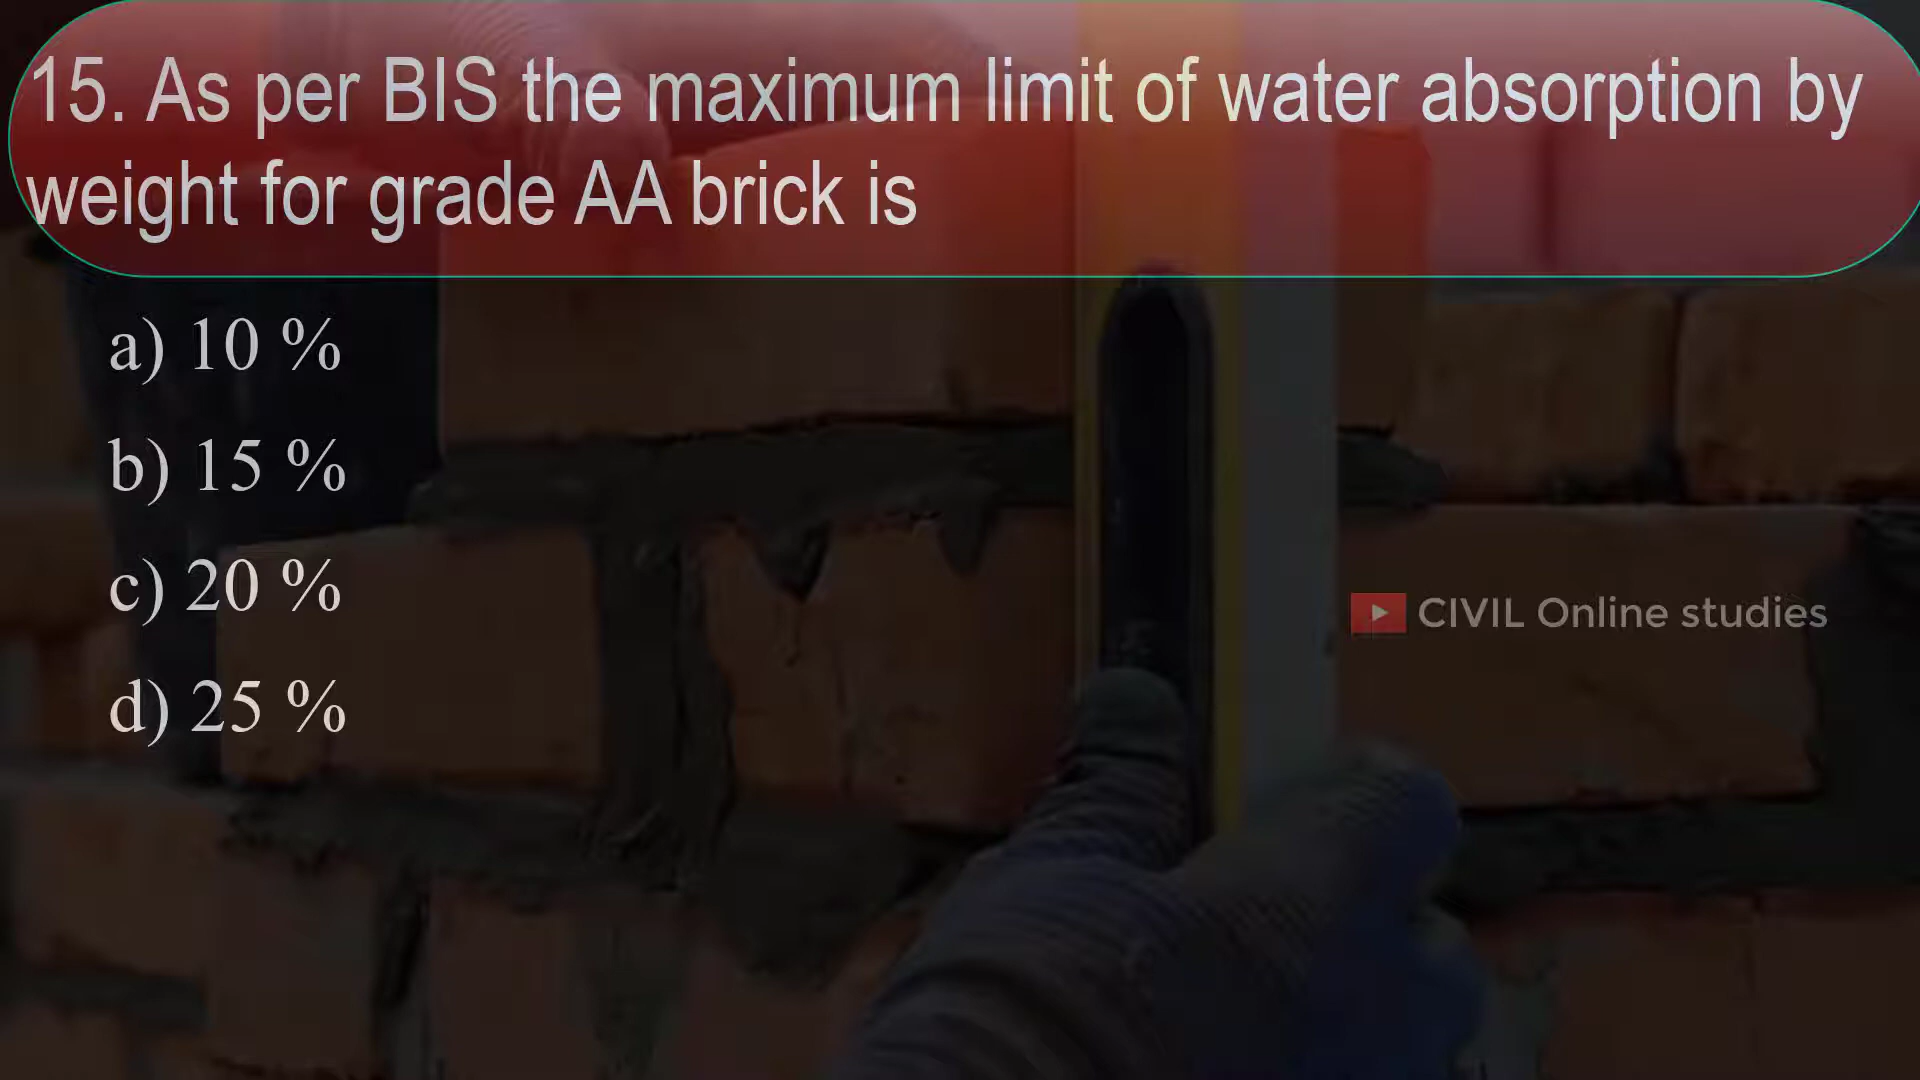 15. As per BIS the maximum limit of water absorption by
weight for grade AA brick is
a) 10 %
b) 15 %
c) 20 %
d) 25 %
CIVIL Online studies